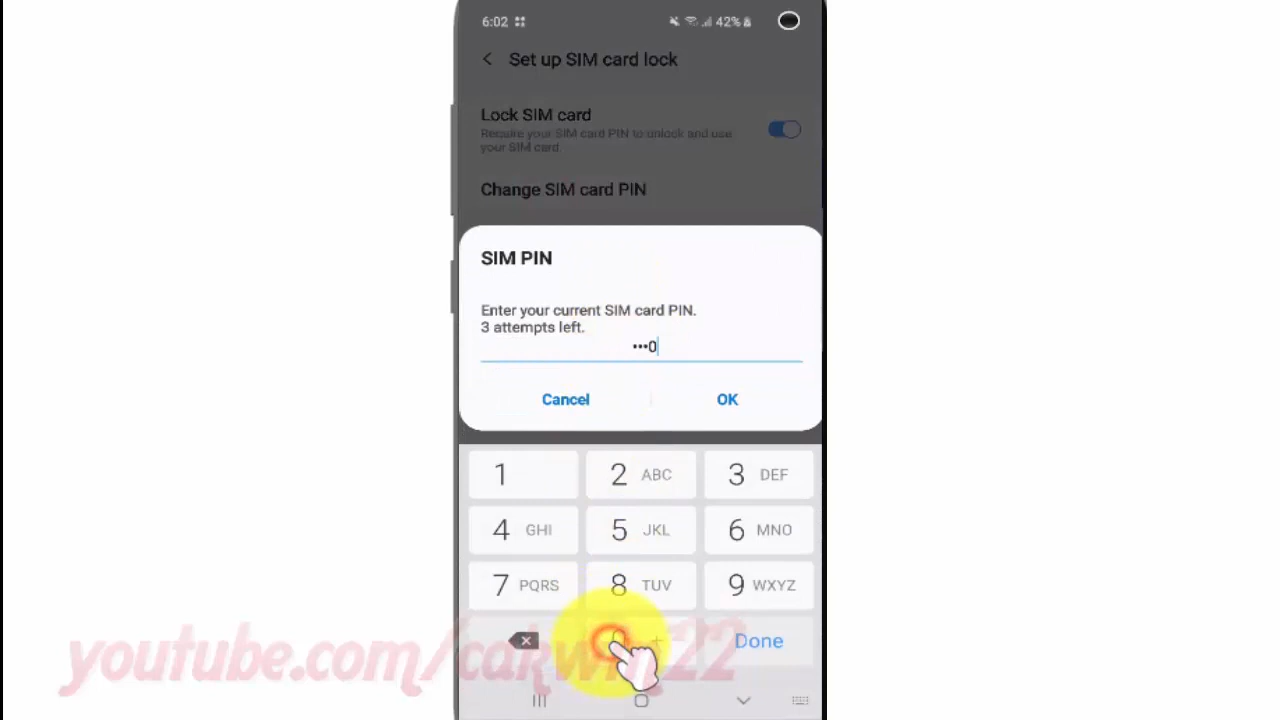 6:02 42%
Set up SIM card lock
Lock SIM card
Require your SIM card PIN to unlock and use
your SIM card.
Change SIM card PIN
SIM PIN
Enter your current SIM card PIN.
3 attempts left.
•••0
Cancel OK
1 2 ABC 3 DEF
4 GHI 5 JKL 6 MNO
7 PQRS 8 TUV 9 WXYZ
0 + Done